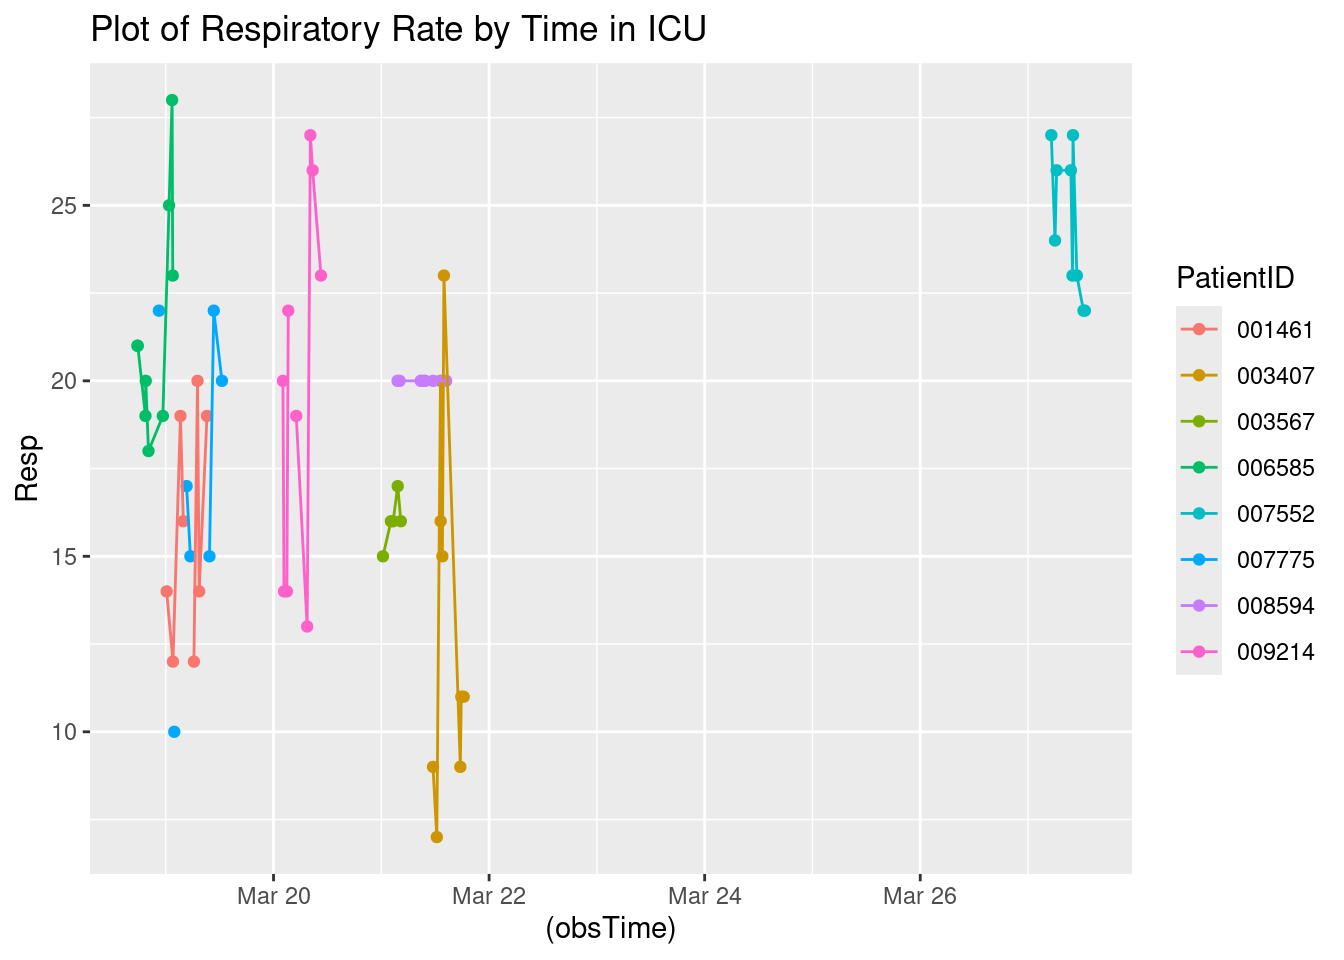 Plot of Respiratory Rate by Time in ICU
25
20
15
10
Resp
Mar 20
Mar 22
Mar 24
Mar 26
(obsTime)
PatientID
001461
003407
003567
006585
007552
007775
008594
009214